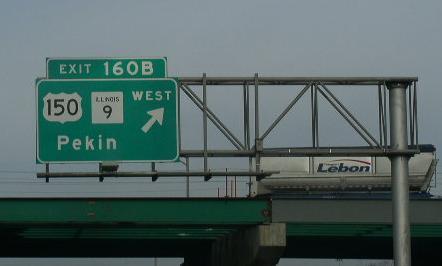 EXIT 160B
150 ILLINOIS 9 WEST
Pekin
Lebon